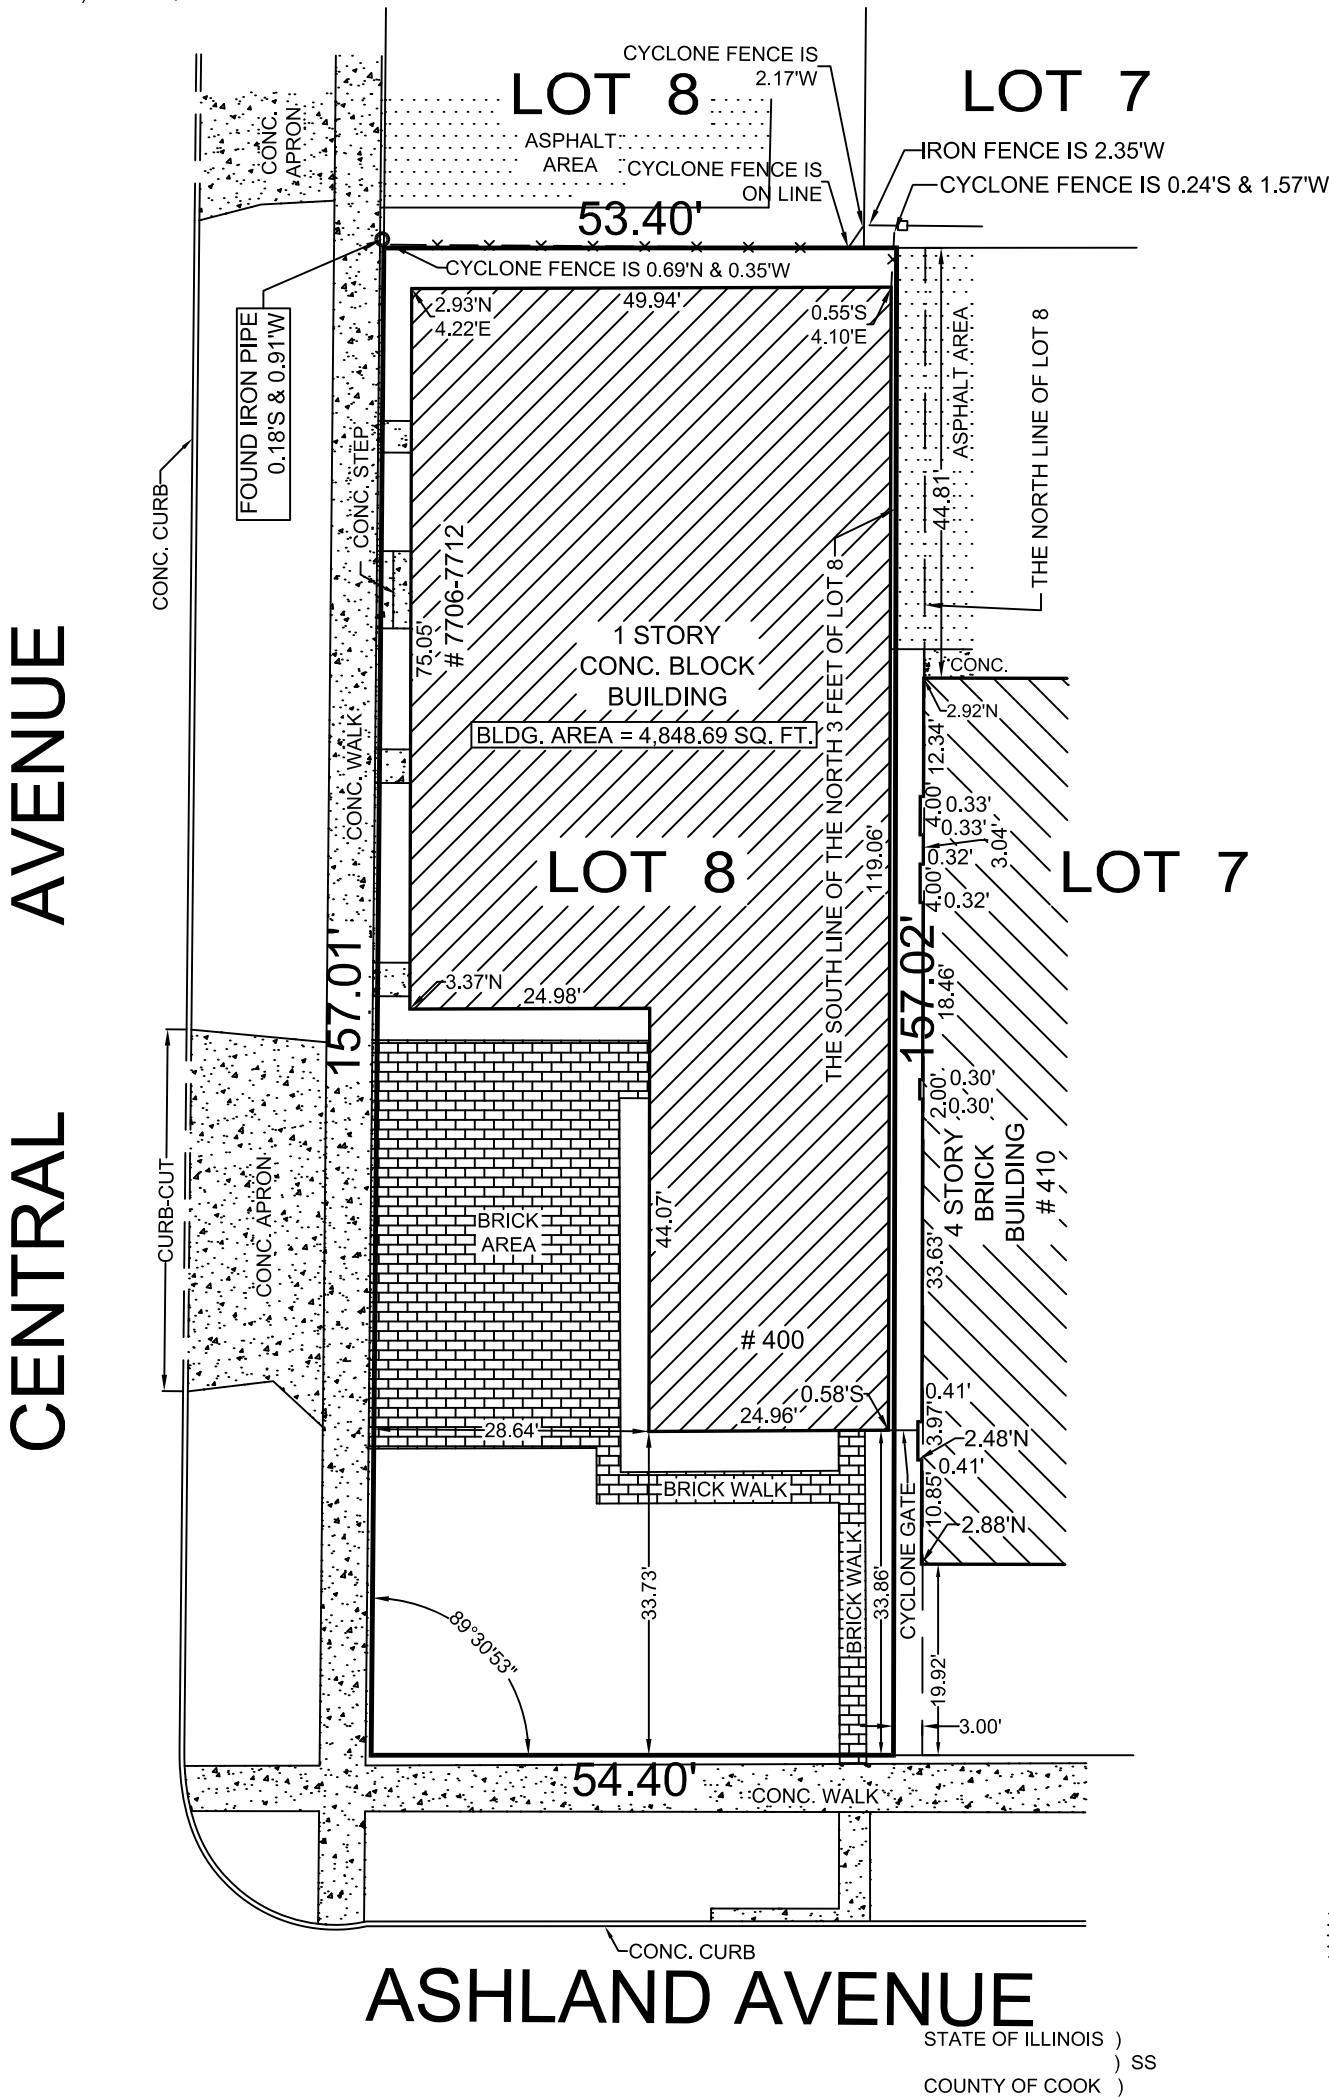 CYCLONE FENCE IS
2.17'W
LOT 8
LOT 7
CONC.
APRON
ASPHALT
AREA
IRON FENCE IS 2.35'W
CYCLONE FENCE IS
ON LINE
CYCLONE FENCE IS 0.24'S & 1.57'W
53.40'
CYCLONE FENCE IS 0.69'N & 0.35'W
2.93'N
4.22'E
49.94'
0.55'S
4.10'E
FOUND IRON PIPE
0.18'S & 0.91'W
CONC. CURB
CONC. STEP
75.05'
# 7706-7712
ASPHALT AREA
44.81'
THE NORTH LINE OF LOT 8
THE SOUTH LINE OF THE NORTH 3 FEET OF LOT 8
1 STORY
CONC. BLOCK
BUILDING
BLDG. AREA = 4,848.69 SQ. FT.
CONC.
2.92'N
12.34'
4.00'
0.33'
0.33'
3.04'
0.32'
4.00'
0.32'
CONC. WALK
LOT 8
119.06'
LOT 7
157.01'
157.02'
18.46'
3.37'N
24.98'
2.00'
0.30'
0.30'
4 STORY
BRICK
BUILDING
# 410
CENTRAL AVENUE
CURB-CUT
CONC. APRON
BRICK
AREA
44.07'
33.63'
# 400
0.58'S
24.96'
28.64'
0.41'
3.97'
2.48'N
0.41'
10.85'
2.88'N
BRICK WALK
BRICK WALK
CYCLONE GATE
33.73'
33.86'
89°30'53"
19.92'
3.00'
54.40'
CONC. WALK
CONC. CURB
ASHLAND AVENUE
STATE OF ILLINOIS )
) SS
COUNTY OF COOK )